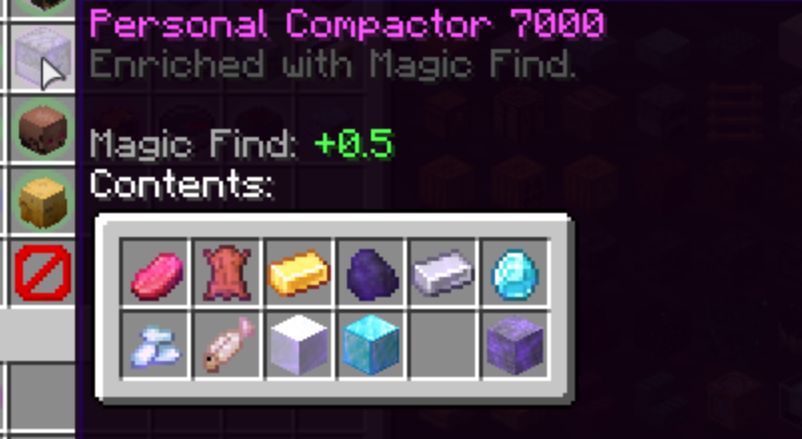 Personal Compactor 7000
Enriched with Magic Find.
Magic Find: +0.5
Contents: